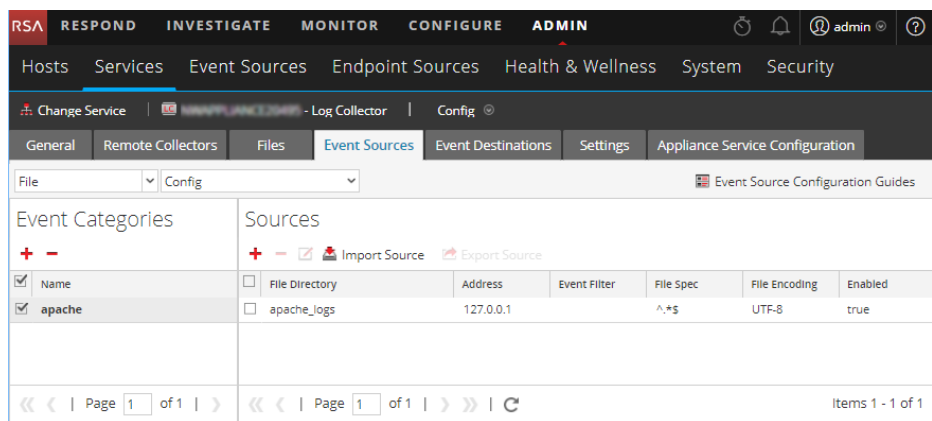 RSA RESPOND INVESTIGATE MONITOR CONFIGURE ADMIN admin ?
Hosts Services Event Sources Endpoint Sources Health & Wellness System Security
Change Service | LC - Log Collector | Config
General Remote Collectors Files Event Sources Event Destinations Settings Appliance Service Configuration
File Config Event Source Configuration Guides
Event Categories Sources
+ − + − Import Source Export Source
Name File Directory Address Event Filter File Spec File Encoding Enabled
apache apache_logs 127.0.0.1 ^.*$ UTF-8 true
| Page 1 of 1 | | Page 1 of 1 | | Items 1 - 1 of 1